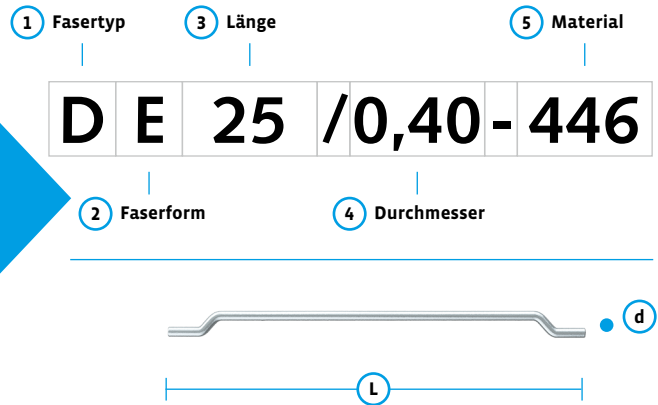 1 Fasertyp 3 Länge 5 Material
D E 25 /0,40-446
2 Faserform 4 Durchmesser
d
L